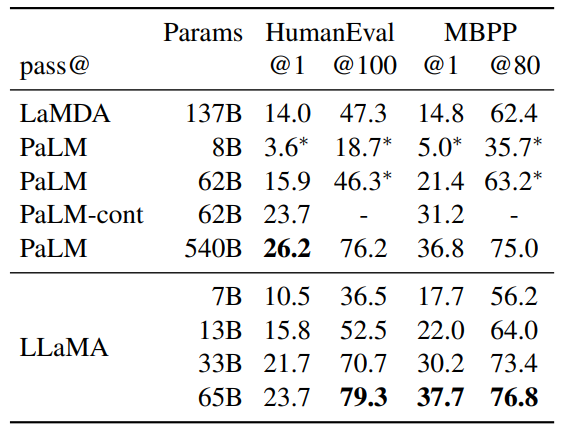 Params HumanEval MBPP
pass@ @1 @100 @1 @80
LaMDA 137B 14.0 47.3 14.8 62.4
PaLM 8B 3.6* 18.7* 5.0* 35.7*
PaLM 62B 15.9 46.3* 21.4 63.2*
PaLM-cont 62B 23.7 - 31.2 -
PaLM 540B 26.2 76.2 36.8 75.0
7B 10.5 36.5 17.7 56.2
13B 15.8 52.5 22.0 64.0
LLaMA
33B 21.7 70.7 30.2 73.4
65B 23.7 79.3 37.7 76.8